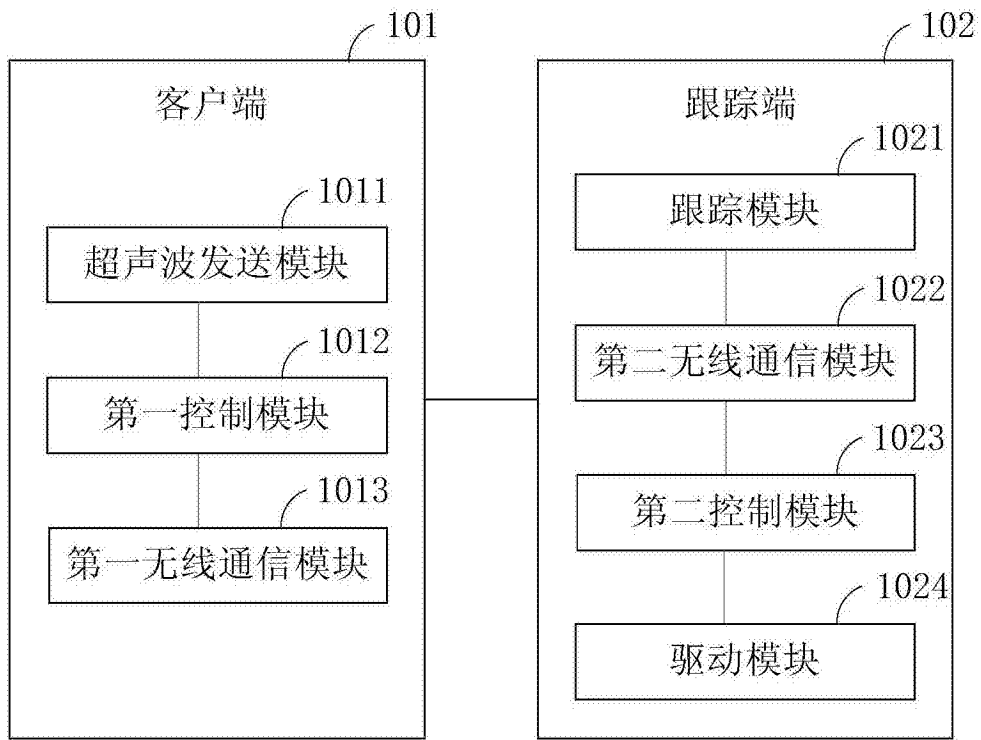 101
客户端
1011
超声波发送模块
1012
第一控制模块
1013
第一无线通信模块
102
跟踪端
1021
跟踪模块
1022
第二无线通信模块
1023
第二控制模块
1024
驱动模块